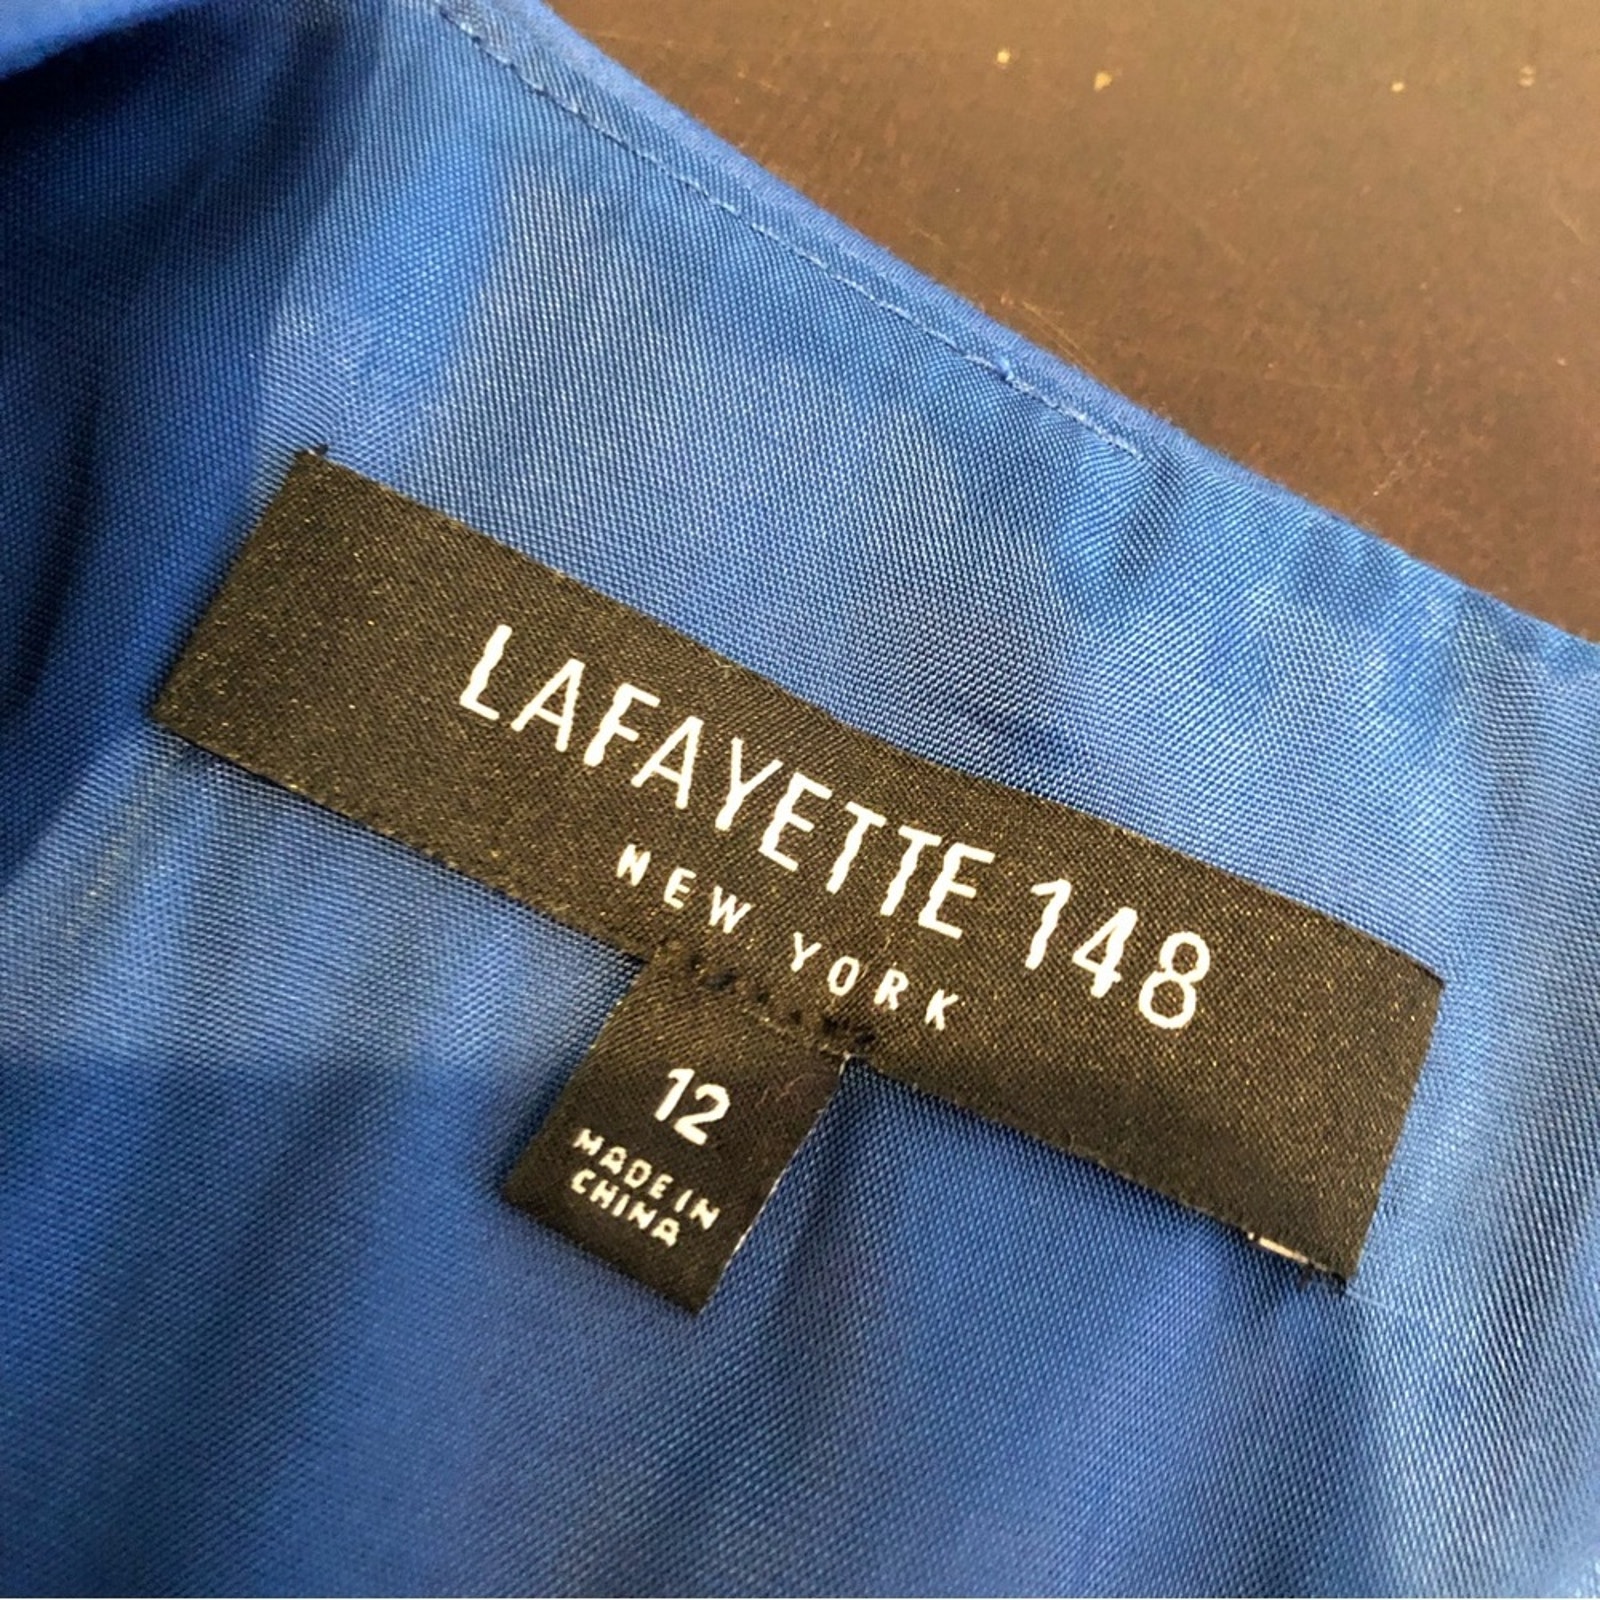 LAFAYETTE 148
NEW YORK
12
MADE IN
CHINA